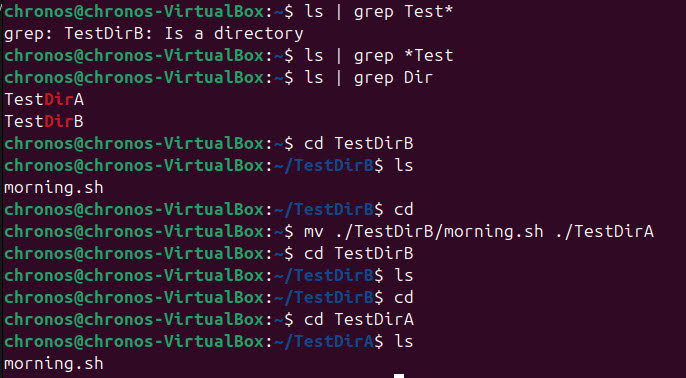 chronos@chronos-VirtualBox:~$ ls | grep Test*
grep: TestDirB: Is a directory
chronos@chronos-VirtualBox:~$ ls | grep *Test
chronos@chronos-VirtualBox:~$ ls | grep Dir
TestDirA
TestDirB
chronos@chronos-VirtualBox:~$ cd TestDirB
chronos@chronos-VirtualBox:~/TestDirB$ ls
morning.sh
chronos@chronos-VirtualBox:~/TestDirB$ cd
chronos@chronos-VirtualBox:~$ mv ./TestDirB/morning.sh ./TestDirA
chronos@chronos-VirtualBox:~$ cd TestDirB
chronos@chronos-VirtualBox:~/TestDirB$ ls
chronos@chronos-VirtualBox:~/TestDirB$ cd
chronos@chronos-VirtualBox:~$ cd TestDirA
chronos@chronos-VirtualBox:~/TestDirA$ ls
morning.sh